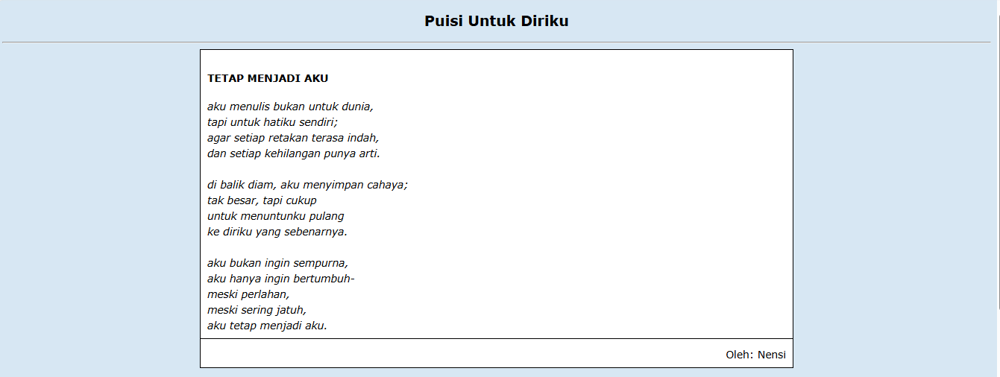 Puisi Untuk Diriku
TETAP MENJADI AKU
aku menulis bukan untuk dunia,
tapi untuk hatiku sendiri;
agar setiap retakan terasa indah,
dan setiap kehilangan punya arti.
di balik diam, aku menyimpan cahaya;
tak besar, tapi cukup
untuk menuntunku pulang
ke diriku yang sebenarnya.
aku bukan ingin sempurna,
aku hanya ingin bertumbuh-
meski perlahan,
meski sering jatuh,
aku tetap menjadi aku.
Oleh: Nensi